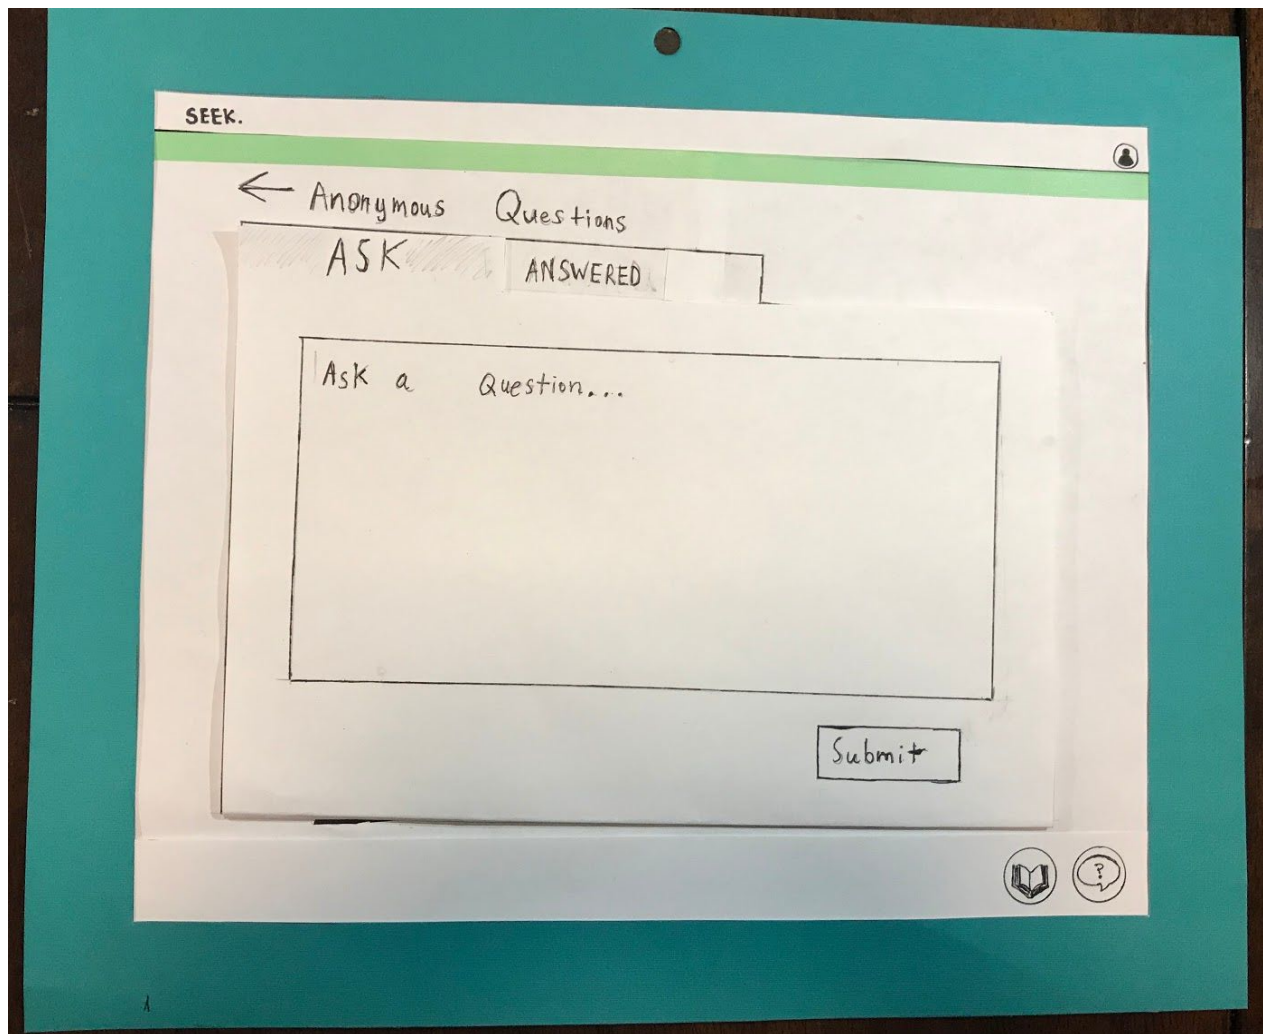 SEEK.
Anonymous Questions
ASK
ANSWERED
Ask a Question...
Submit
?